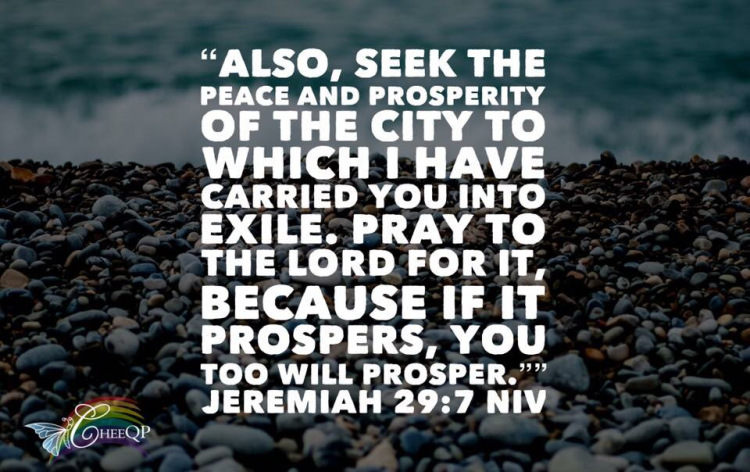 “ALSO, SEEK THE
PEACE AND PROSPERITY
OF THE CITY TO
WHICH I HAVE
CARRIED YOU INTO
EXILE. PRAY TO
THE LORD FOR IT,
BECAUSE IF IT
PROSPERS, YOU
TOO WILL PROSPER.””
JEREMIAH 29:7 NIV
CHEEQP